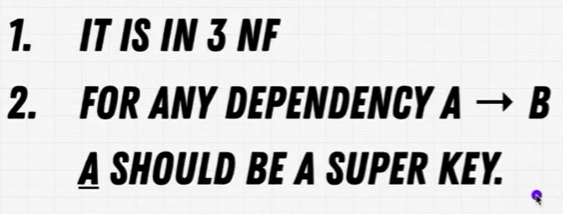 1. IT IS IN 3 NF
2. FOR ANY DEPENDENCY A → B
A SHOULD BE A SUPER KEY.